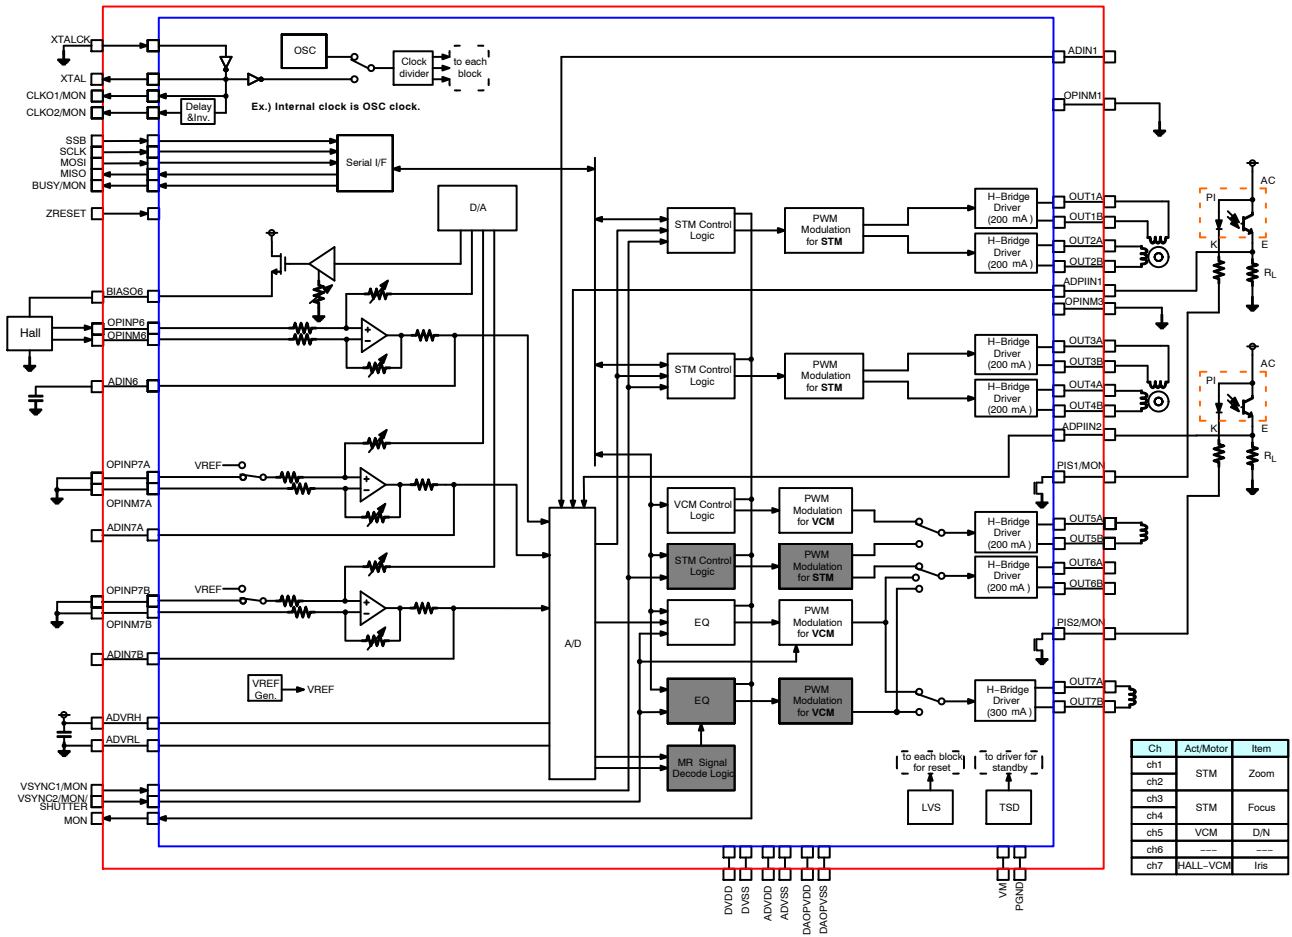 XTALCK
XTAL
CLKO1/MON
CLKO2/MON
OSC
Clock
divider
to each
block
Delay
&Inv.
Ex.) Internal clock is OSC clock.
SSB
SCLK
MOSI
MISO
BUSY/MON
ZRESET
Serial I/F
D/A
BIASO6
Hall
OPINP6
OPINM6
ADIN6
OPINP7A
OPINM7A
VREF
ADIN7A
OPINP7B
OPINM7B
VREF
ADIN7B
VREF
Gen.
VREF
ADVRH
ADVRL
VSYNC1/MON
VSYNC2/MON/
SHUTTER
MON
A/D
STM Control
Logic
PWM
Modulation
for STM
H-Bridge
Driver
(200 mA)
H-Bridge
Driver
(200 mA)
STM Control
Logic
PWM
Modulation
for STM
H-Bridge
Driver
(200 mA)
H-Bridge
Driver
(200 mA)
VCM Control
Logic
PWM
Modulation
for VCM
STM Control
Logic
PWM
Modulation
for STM
H-Bridge
Driver
(200 mA)
H-Bridge
Driver
(200 mA)
EQ
PWM
Modulation
for VCM
EQ
PWM
Modulation
for VCM
H-Bridge
Driver
(300 mA)
MR Signal
Decode Logic
to each block
for reset
LVS
to driver for
standby
TSD
ADIN1
OPINM1
OUT1A
OUT1B
OUT2A
OUT2B
ADPIIN1
OPINM3
OUT3A
OUT3B
OUT4A
OUT4B
ADPIIN2
PIS1/MON
OUT5A
OUT5B
OUT6A
OUT6B
PIS2/MON
OUT7A
OUT7B
AC
PI
K
E
RL
AC
PI
K
E
RL
DVDD
DVSS
ADVDD
ADVSS
DAOPVDD
DAOPVSS
VM
PGND
Ch Act/Motor Item
ch1 STM Zoom
ch2
ch3 STM Focus
ch4
ch5 VCM D/N
ch6 --- ---
ch7 HALL-VCM Iris